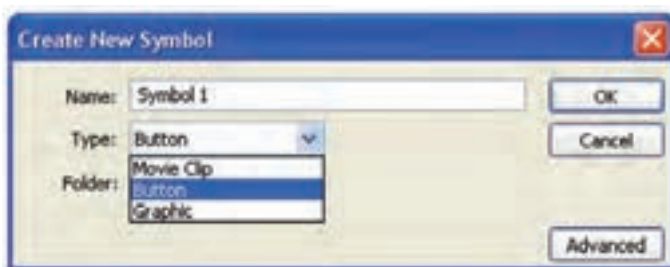 Create New Symbol
Name: Symbol 1 OK
Type: Button Cancel
Movie Clip
Folder: Button
Graphic
Advanced